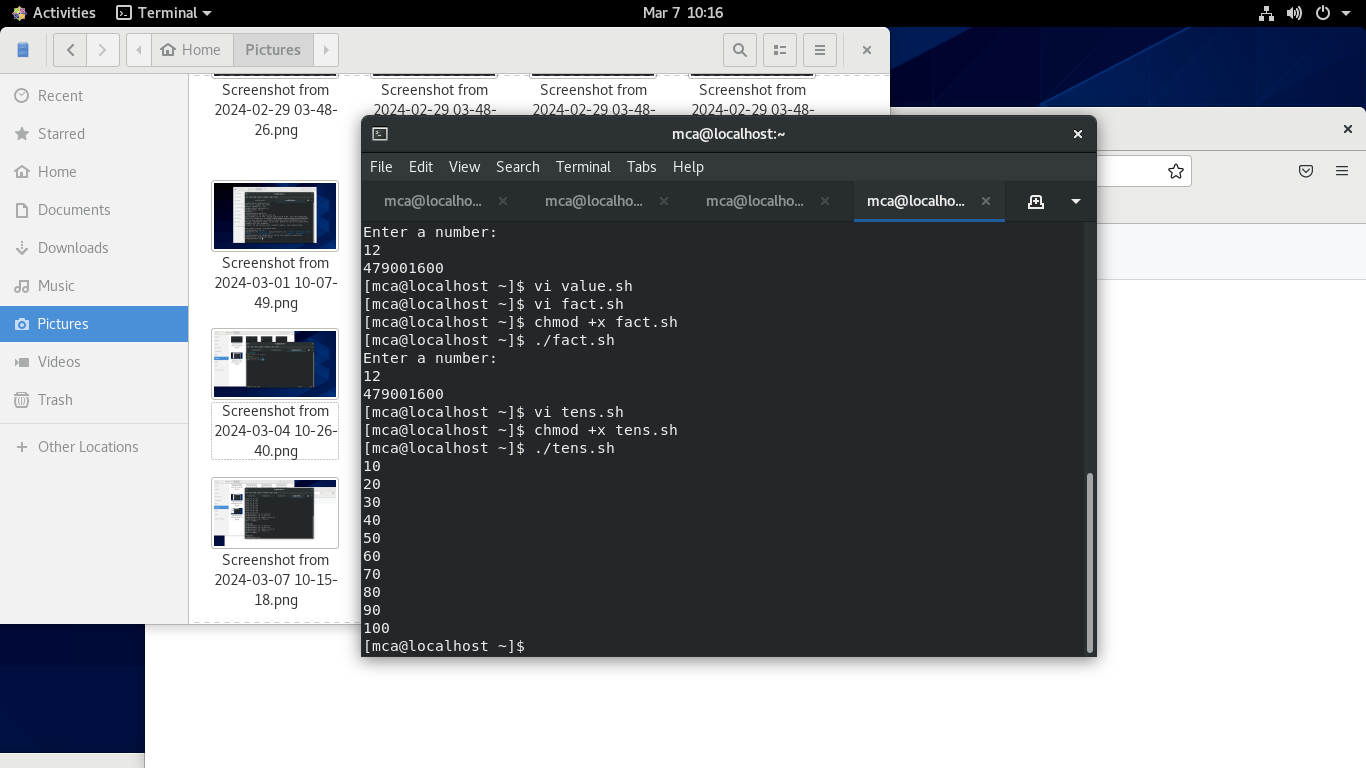 Activities
Terminal
Mar 7 10:16
Home
Pictures
Recent
Starred
Home
Documents
Downloads
Music
Pictures
Videos
Trash
Other Locations
Screenshot from
2024-02-29 03-48-
26.png
Screenshot from
2024-02-29 03-48-
Screenshot from
2024-02-29 03-48-
Screenshot from
2024-02-29 03-48-
Screenshot from
2024-03-01 10-07-
49.png
Screenshot from
2024-03-04 10-26-
40.png
Screenshot from
2024-03-07 10-15-
18.png
mca@localhost:~
File Edit View Search Terminal Tabs Help
mca@localho...
mca@localho...
mca@localho...
mca@localho...
Enter a number:
12
479001600
[mca@localhost ~]$ vi value.sh
[mca@localhost ~]$ vi fact.sh
[mca@localhost ~]$ chmod +x fact.sh
[mca@localhost ~]$ ./fact.sh
Enter a number:
12
479001600
[mca@localhost ~]$ vi tens.sh
[mca@localhost ~]$ chmod +x tens.sh
[mca@localhost ~]$ ./tens.sh
10
20
30
40
50
60
70
80
90
100
[mca@localhost ~]$